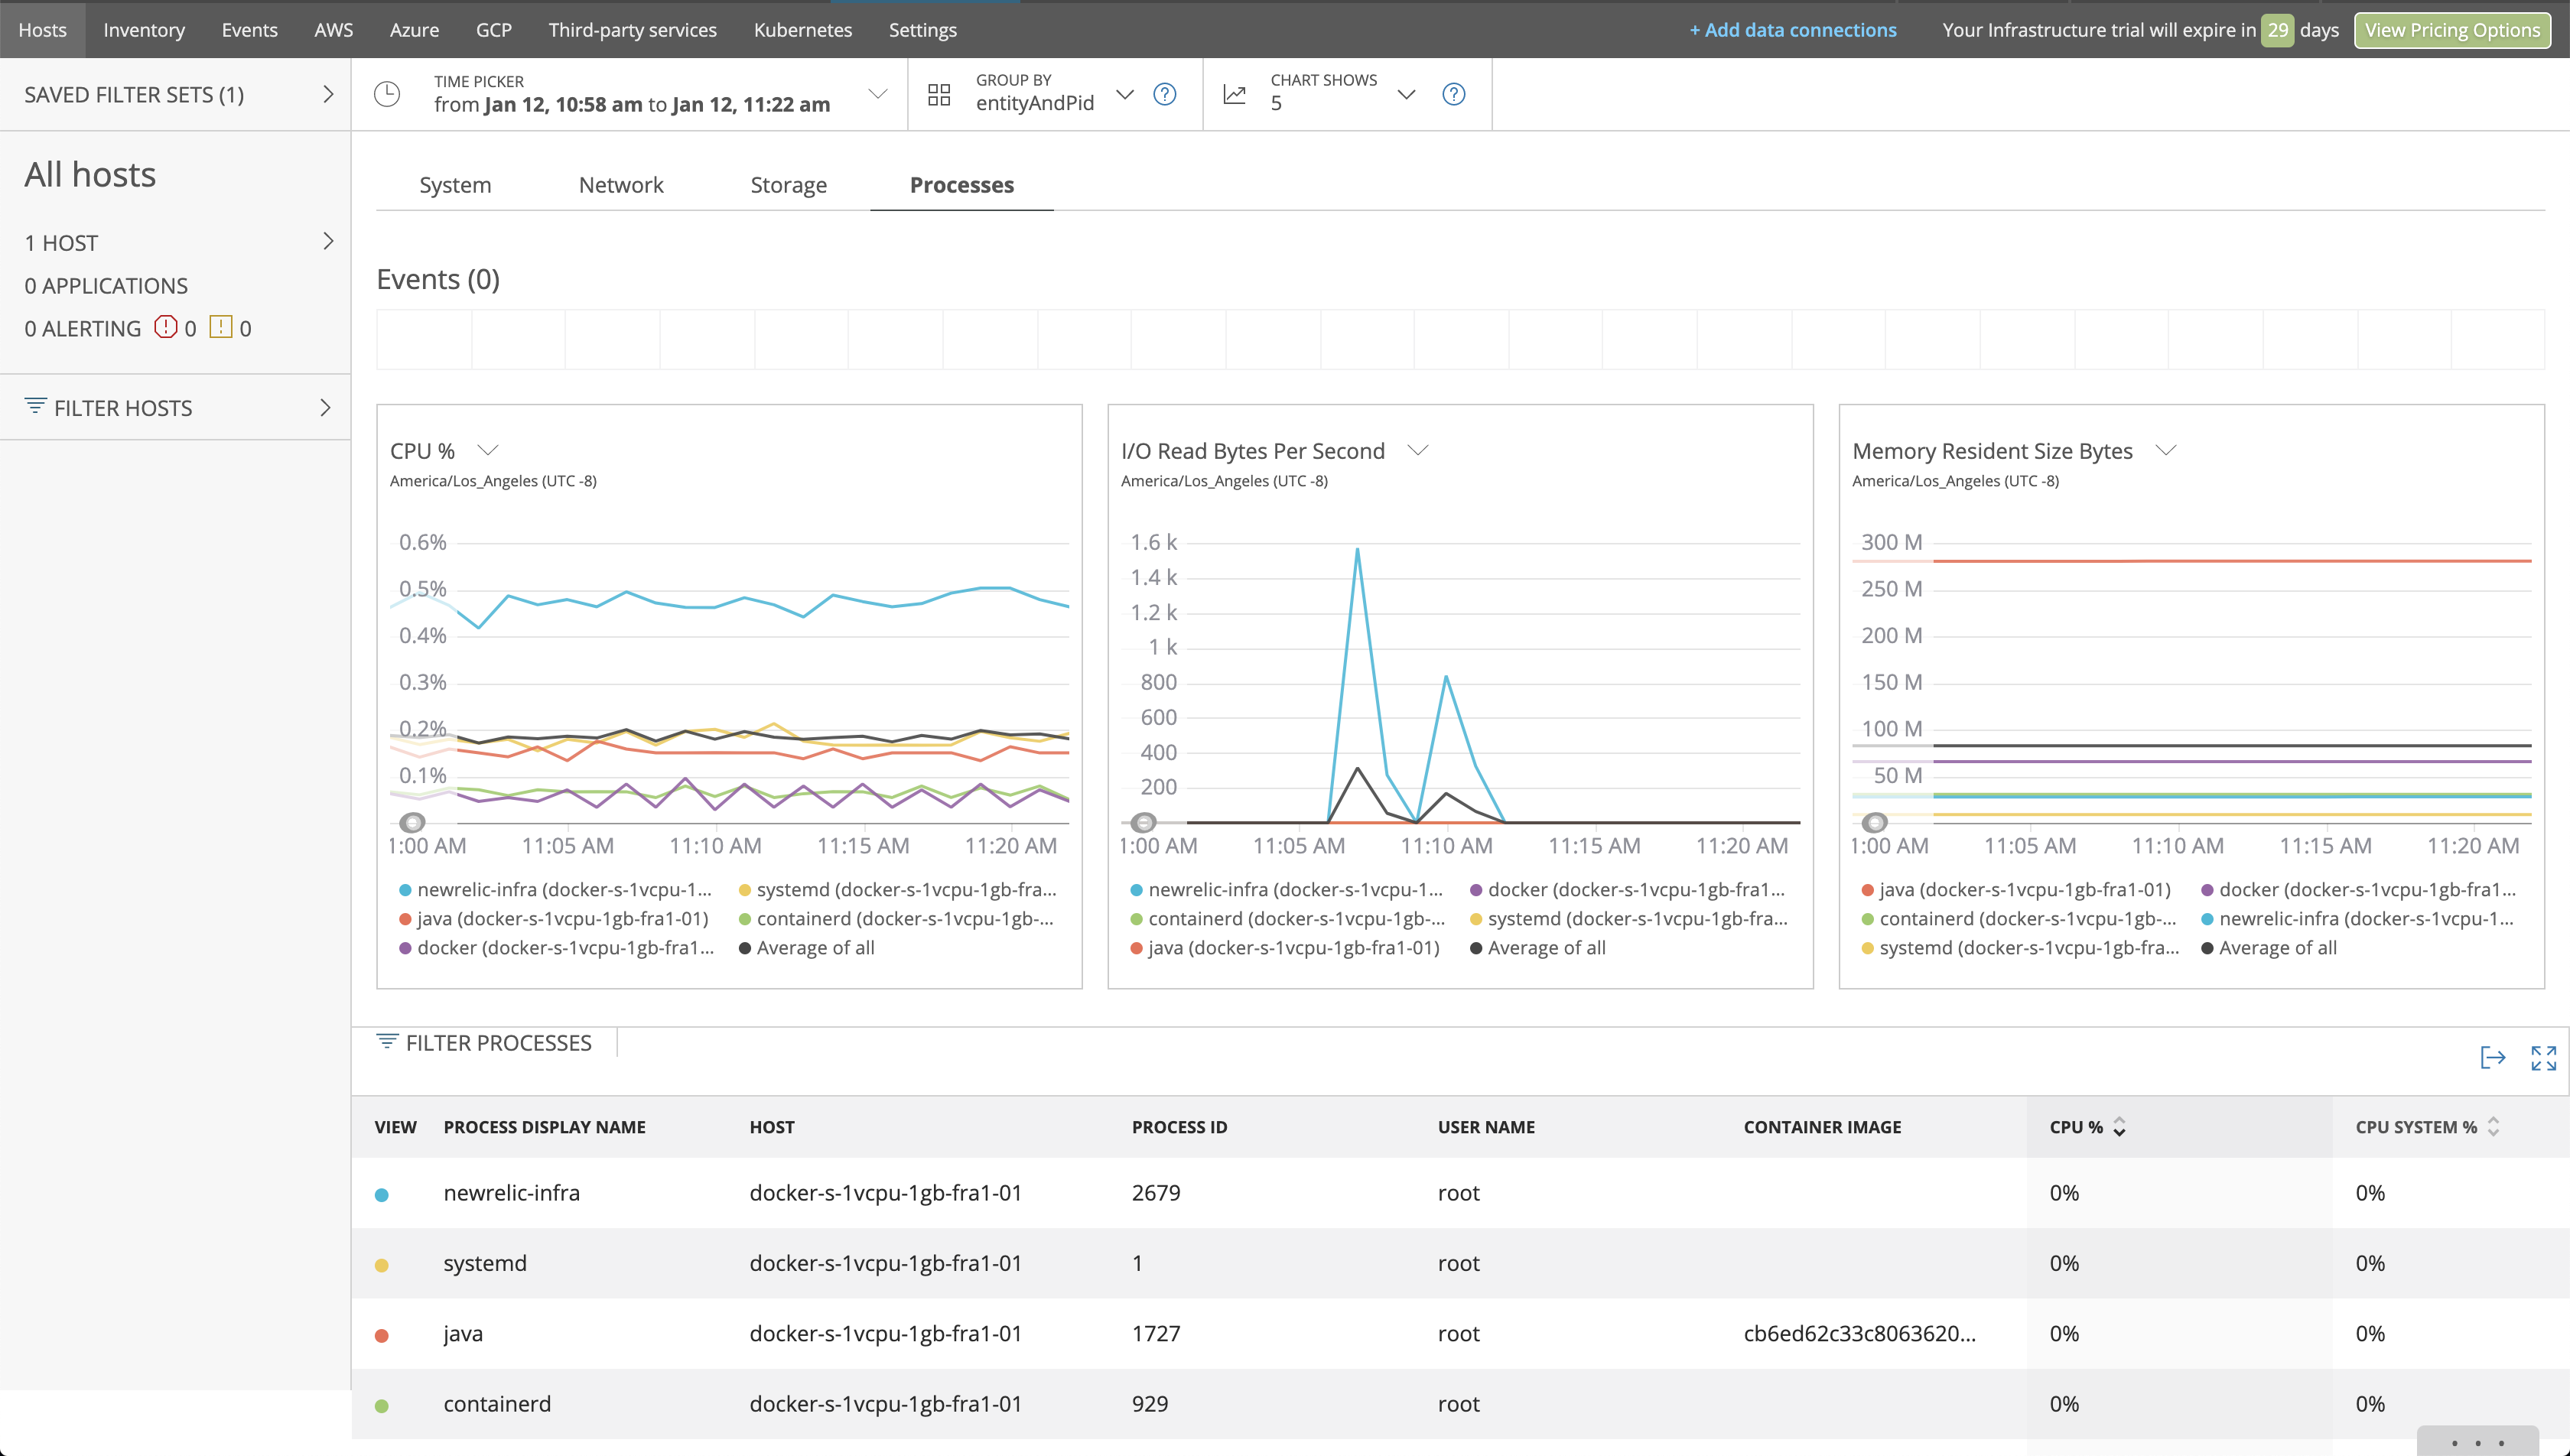 Hosts Inventory Events AWS Azure GCP Third-party services Kubernetes Settings + Add data connections Your Infrastructure trial will expire in 29 days View Pricing Options
SAVED FILTER SETS (1)
TIME PICKER
from Jan 12, 10:58 am to Jan 12, 11:22 am
GROUP BY
entityAndPid
?
CHART SHOWS
5
?
All hosts
1 HOST
0 APPLICATIONS
0 ALERTING ! 0 ! 0
FILTER HOSTS
System Network Storage Processes
Events (0)
CPU %
America/Los_Angeles (UTC -8)
0.6%
0.5%
0.4%
0.3%
0.2%
0.1%
1:00 AM 11:05 AM 11:10 AM 11:15 AM 11:20 AM
newrelic-infra (docker-s-1vcpu-1... systemd (docker-s-1vcpu-1gb-fra...
java (docker-s-1vcpu-1gb-fra1-01) containerd (docker-s-1vcpu-1gb-...
docker (docker-s-1vcpu-1gb-fra1... Average of all
I/O Read Bytes Per Second
America/Los_Angeles (UTC -8)
1.6 k
1.4 k
1.2 k
1 k
800
600
400
200
1:00 AM 11:05 AM 11:10 AM 11:15 AM 11:20 AM
newrelic-infra (docker-s-1vcpu-1... docker (docker-s-1vcpu-1gb-fra1...
containerd (docker-s-1vcpu-1gb-... systemd (docker-s-1vcpu-1gb-fra...
java (docker-s-1vcpu-1gb-fra1-01) Average of all
Memory Resident Size Bytes
America/Los_Angeles (UTC -8)
300 M
250 M
200 M
150 M
100 M
50 M
1:00 AM 11:05 AM 11:10 AM 11:15 AM 11:20 AM
java (docker-s-1vcpu-1gb-fra1-01) docker (docker-s-1vcpu-1gb-fra1...
containerd (docker-s-1vcpu-1gb-... newrelic-infra (docker-s-1vcpu-1...
systemd (docker-s-1vcpu-1gb-fra... Average of all
FILTER PROCESSES
VIEW PROCESS DISPLAY NAME HOST PROCESS ID USER NAME CONTAINER IMAGE CPU % CPU SYSTEM %
newrelic-infra docker-s-1vcpu-1gb-fra1-01 2679 root 0% 0%
systemd docker-s-1vcpu-1gb-fra1-01 1 root 0% 0%
java docker-s-1vcpu-1gb-fra1-01 1727 root cb6ed62c33c8063620... 0% 0%
containerd docker-s-1vcpu-1gb-fra1-01 929 root 0% 0%